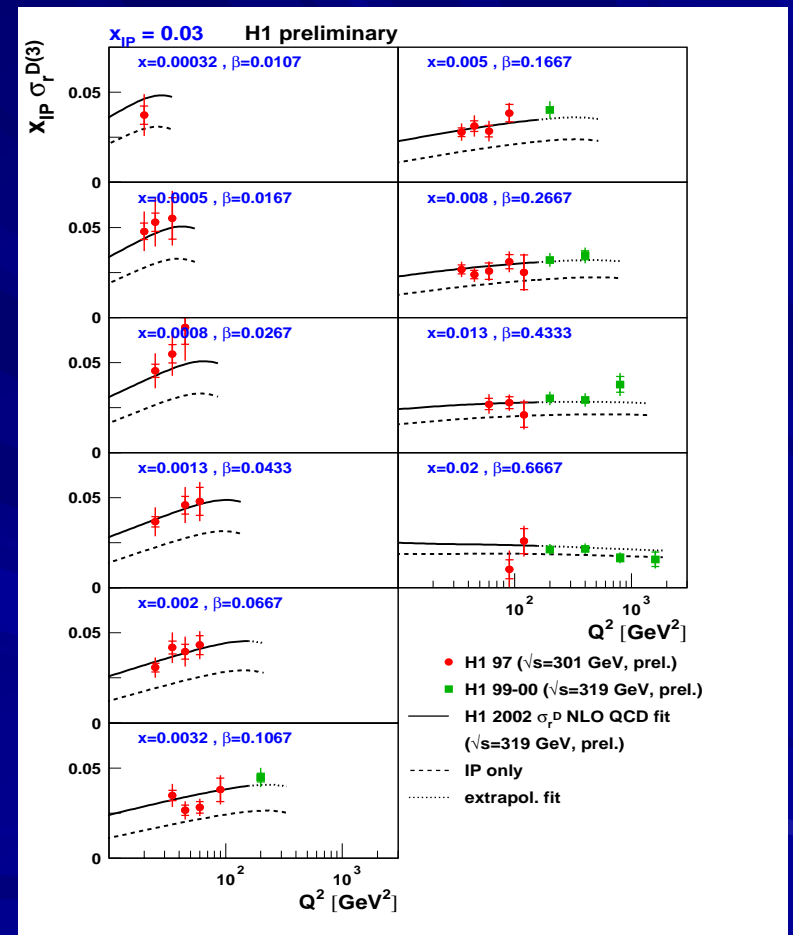 x_IP = 0.03 H1 preliminary
x_IP σ_r^D(3)
x=0.00032 , β=0.0107
0.05
0
x=0.0005 , β=0.0167
0.05
0
x=0.0008 , β=0.0267
0.05
0
x=0.0013 , β=0.0433
0.05
0
x=0.002 , β=0.0667
0.05
0
x=0.0032 , β=0.1067
0.05
0
10^2 10^3
Q^2 [GeV^2]
x=0.005 , β=0.1667
x=0.008 , β=0.2667
x=0.013 , β=0.4333
x=0.02 , β=0.6667
10^2 10^3
Q^2 [GeV^2]
H1 97 (√s=301 GeV, prel.)
H1 99-00 (√s=319 GeV, prel.)
H1 2002 σ_r^D NLO QCD fit
(√s=319 GeV, prel.)
IP only
extrapol. fit